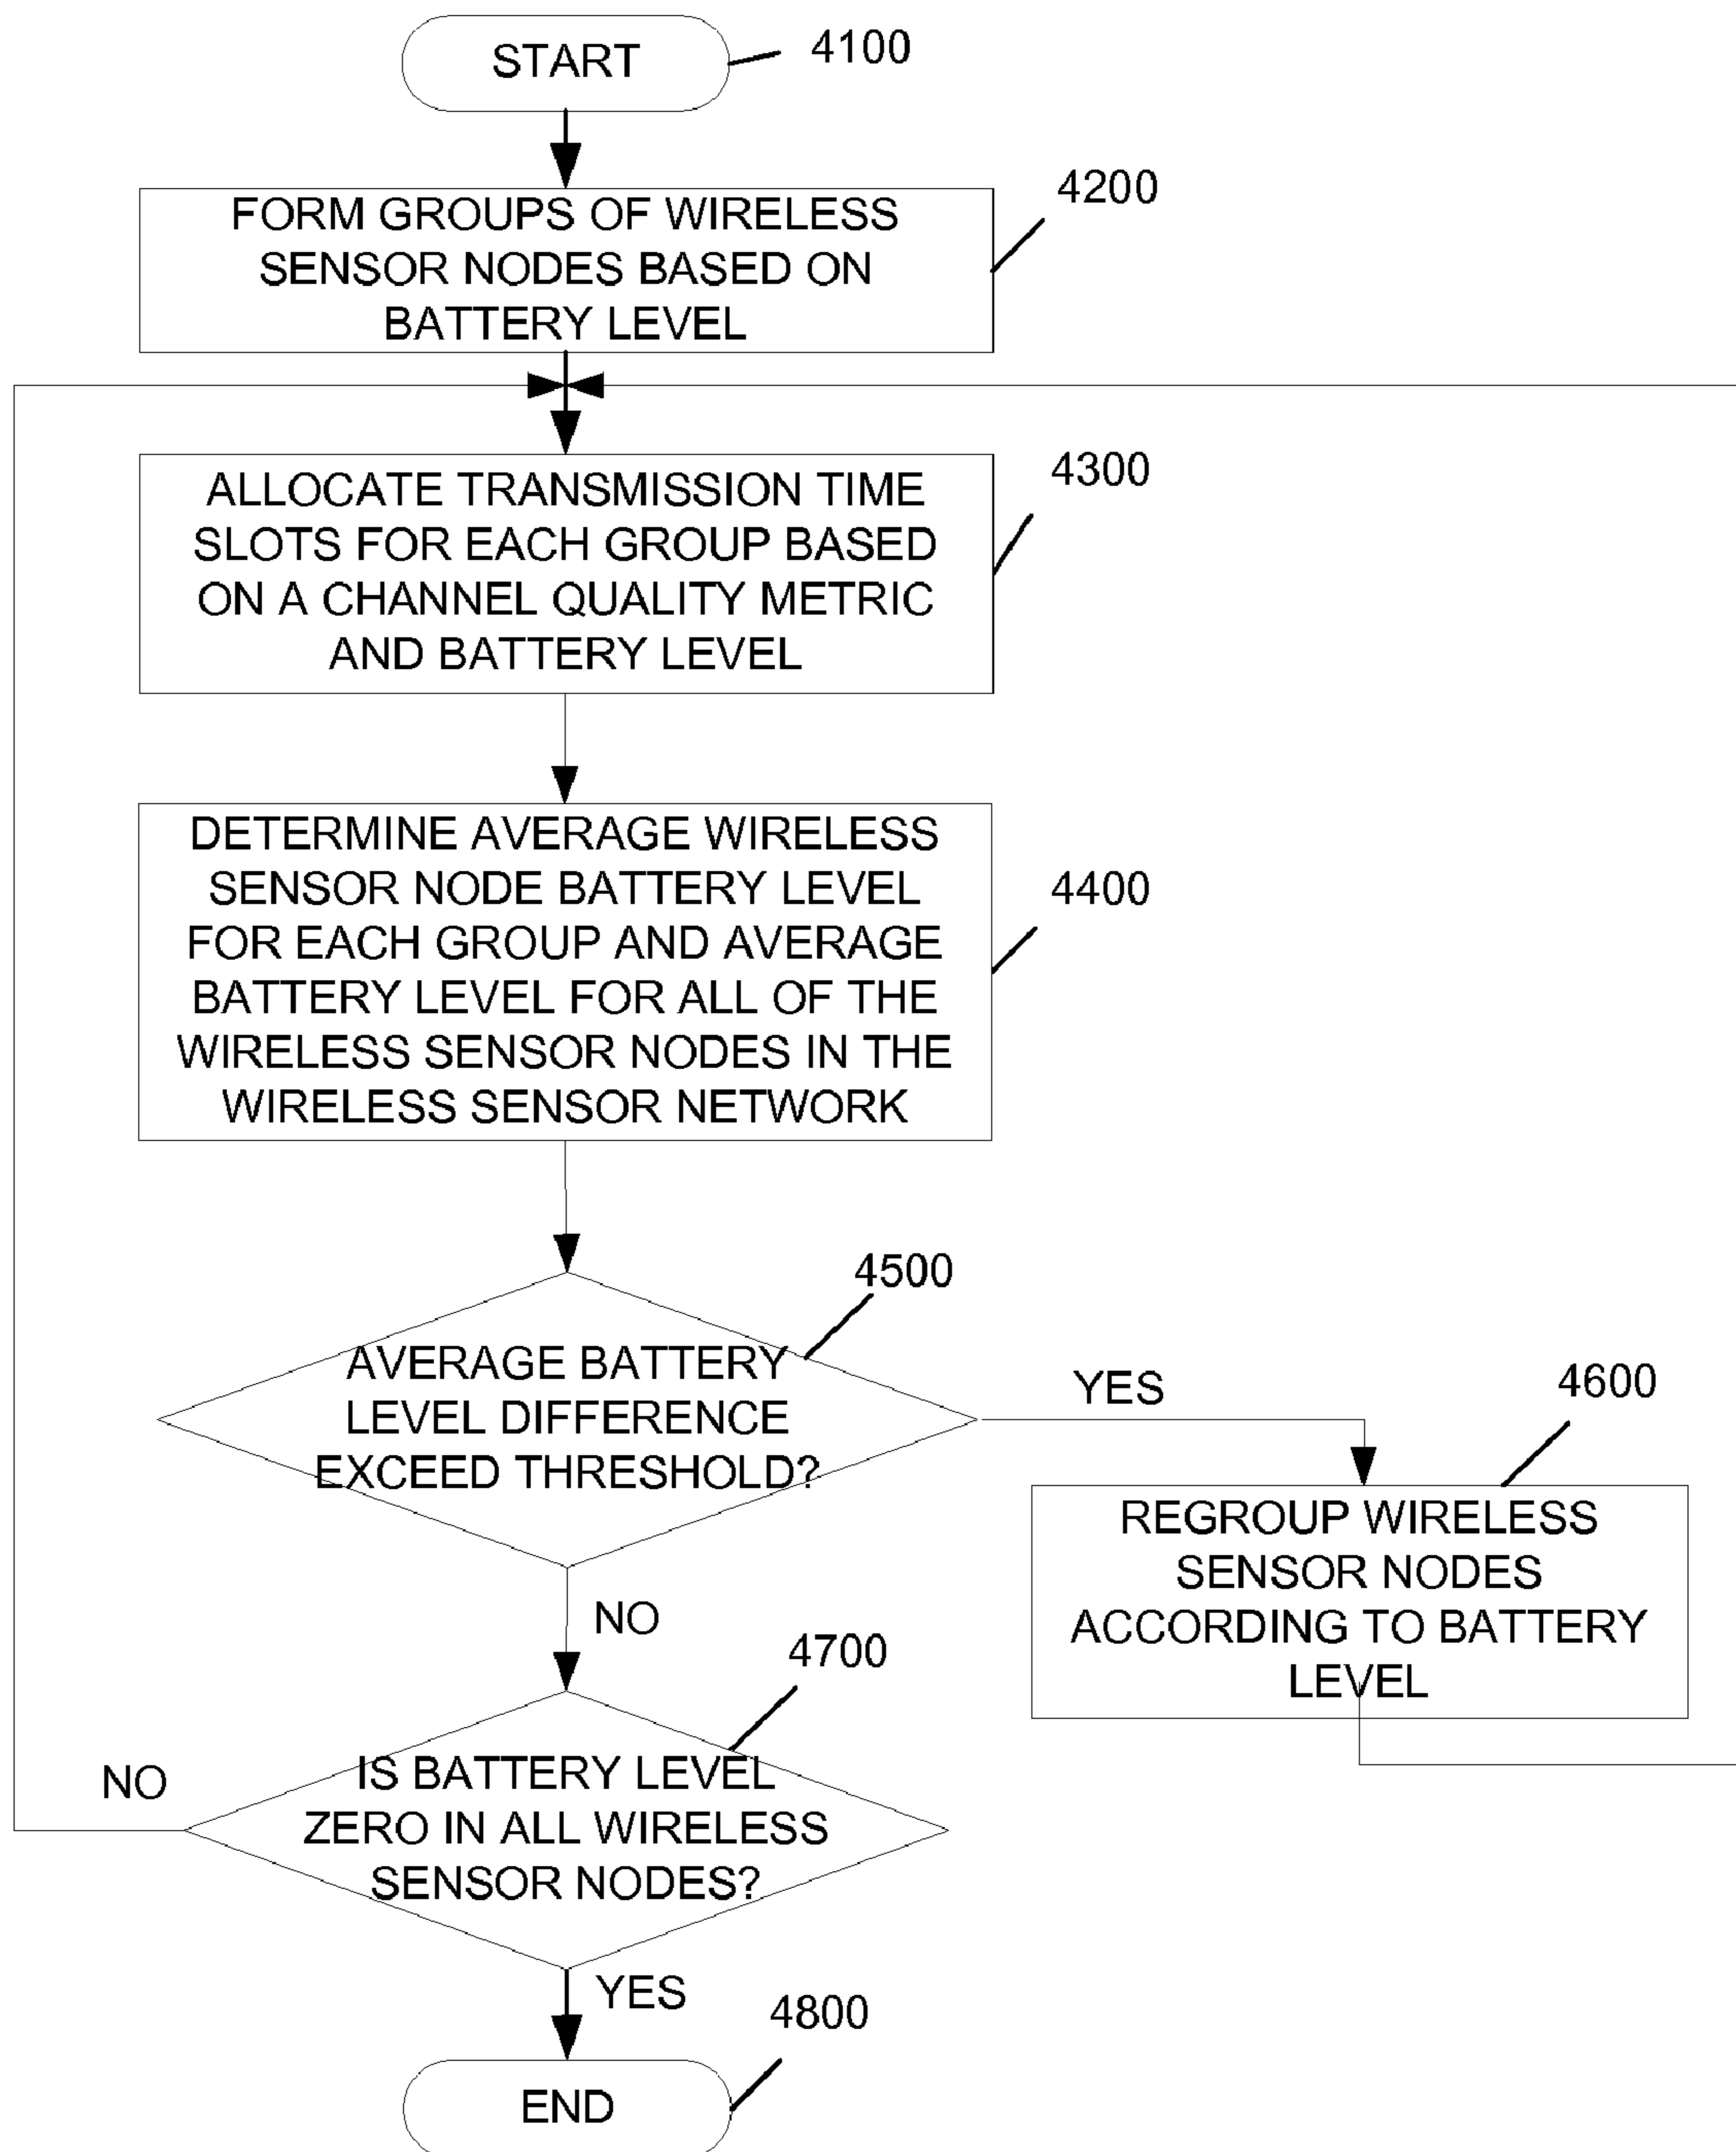 START
4100
FORM GROUPS OF WIRELESS
SENSOR NODES BASED ON
BATTERY LEVEL
4200
ALLOCATE TRANSMISSION TIME
SLOTS FOR EACH GROUP BASED
ON A CHANNEL QUALITY METRIC
AND BATTERY LEVEL
4300
DETERMINE AVERAGE WIRELESS
SENSOR NODE BATTERY LEVEL
FOR EACH GROUP AND AVERAGE
BATTERY LEVEL FOR ALL OF THE
WIRELESS SENSOR NODES IN THE
WIRELESS SENSOR NETWORK
4400
AVERAGE BATTERY
LEVEL DIFFERENCE
EXCEED THRESHOLD?
4500
YES
4600
REGROUP WIRELESS
SENSOR NODES
ACCORDING TO BATTERY
LEVEL
NO
4700
IS BATTERY LEVEL
ZERO IN ALL WIRELESS
SENSOR NODES?
NO
YES
4800
END